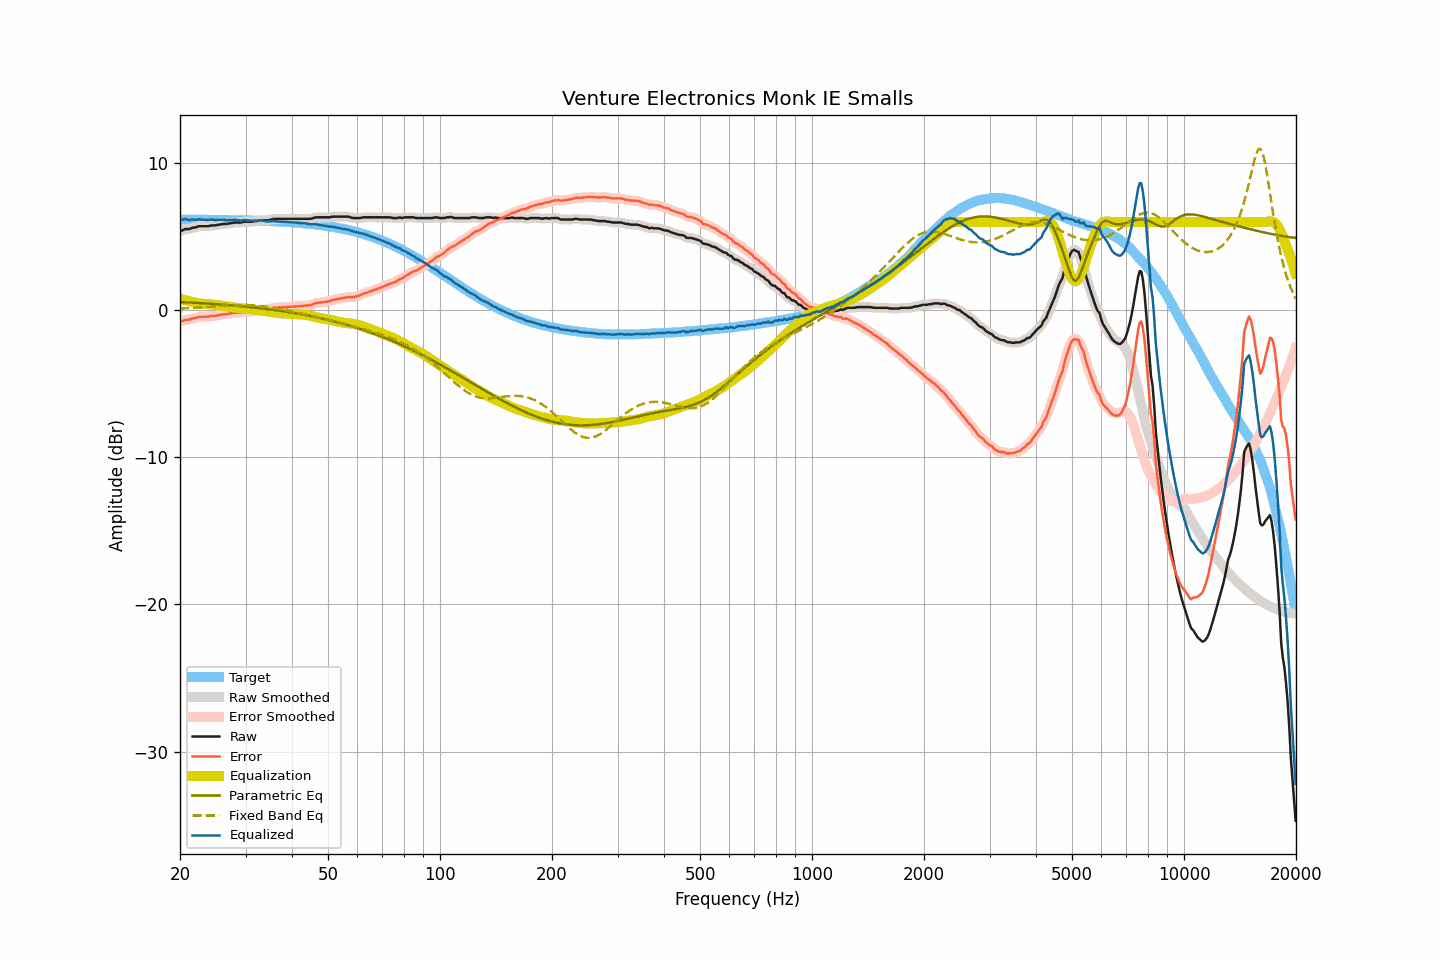 Venture Electronics Monk IE Smalls
10
0
−10
−20
−30
Amplitude (dBr)
Target
Raw Smoothed
Error Smoothed
Raw
Error
Equalization
Parametric Eq
Fixed Band Eq
Equalized
20 50 100 200 500 1000 2000 5000 10000 20000
Frequency (Hz)